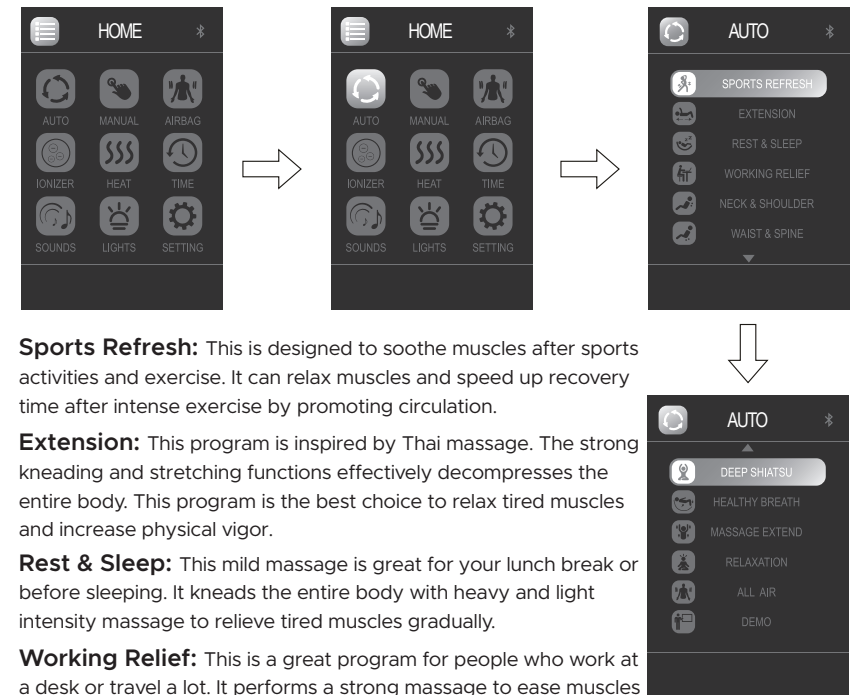 HOME
AUTO MANUAL AIRBAG
IONIZER HEAT TIME
SOUNDS LIGHTS SETTING
HOME
AUTO MANUAL AIRBAG
IONIZER HEAT TIME
SOUNDS LIGHTS SETTING
AUTO
SPORTS REFRESH
EXTENSION
REST & SLEEP
WORKING RELIEF
NECK & SHOULDER
WAIST & SPINE
AUTO
DEEP SHIATSU
HEALTHY BREATH
MASSAGE EXTEND
RELAXATION
ALL AIR
DEMO
Sports Refresh: This is designed to soothe muscles after sports
activities and exercise. It can relax muscles and speed up recovery
time after intense exercise by promoting circulation.
Extension: This program is inspired by Thai massage. The strong
kneading and stretching functions effectively decompresses the
entire body. This program is the best choice to relax tired muscles
and increase physical vigor.
Rest & Sleep: This mild massage is great for your lunch break or
before sleeping. It kneads the entire body with heavy and light
intensity massage to relieve tired muscles gradually.
Working Relief: This is a great program for people who work at
a desk or travel a lot. It performs a strong massage to ease muscles